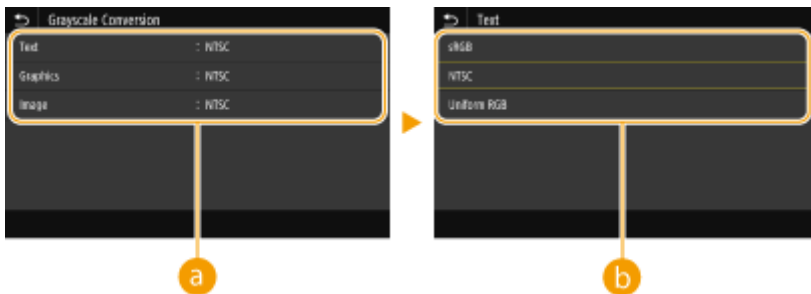 Grayscale Conversion
Text : NTSC
Graphics : NTSC
Image : NTSC
a
Text
sRGB
NTSC
Uniform RGB
b